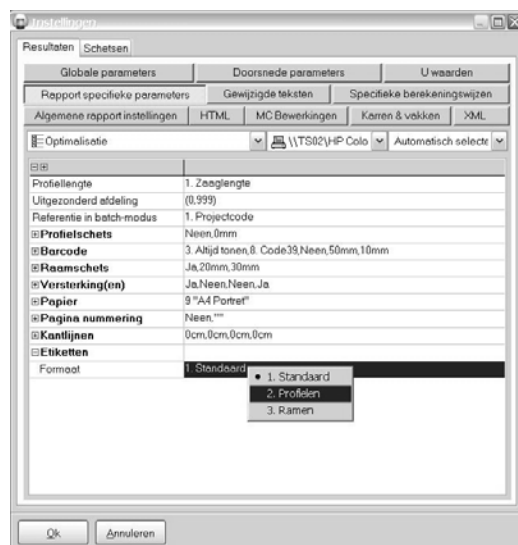 Instellingen
Resultaten Schetsen
Globale parameters Doorsnede parameters U waarden
Rapport specifieke parameters Gewijzigde teksten Specifieke berekeningswijzen
Algemene rapport instellingen HTML MC Bewerkingen Karren & vakken XML
Optimalisatie \\TS02\HP Colo Automatisch selecte
Profiellengte 1. Zaaglengte
Uitgezonderd afdeling (0,999)
Referentie in batch-modus 1. Projectcode
Profielschets Neen,0mm
Barcode 3. Altijd tonen,8. Code39,Neen,50mm,10mm
Raamschets Ja,20mm,30mm
Versterking(en) Ja,Neen,Neen,Ja
Papier 9 "A4 Portret"
Pagina nummering Neen,""
Kantlijnen 0cm,0cm,0cm,0cm
Etiketten
Formaat 1. Standaard
1. Standaard
2. Profielen
3. Ramen
Ok Annuleren